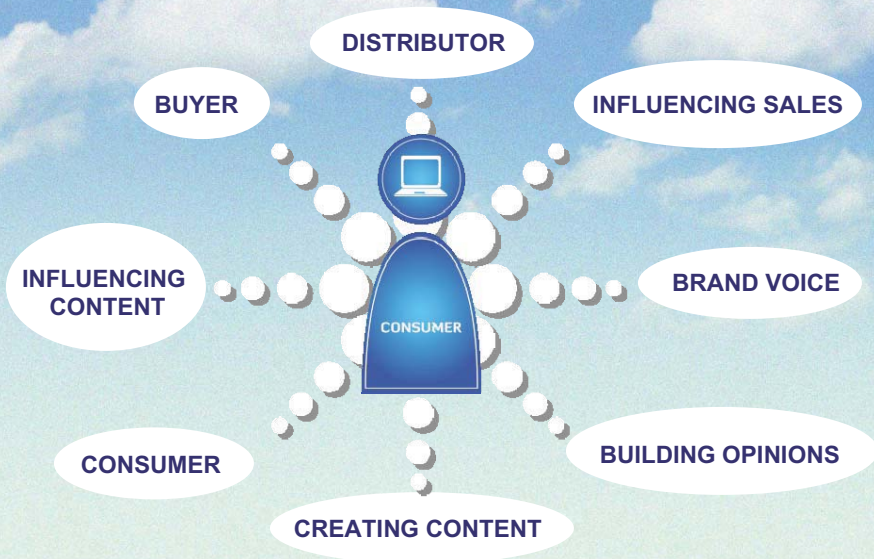 DISTRIBUTOR
BUYER
INFLUENCING SALES
INFLUENCING
CONTENT
BRAND VOICE
CONSUMER
CONSUMER
BUILDING OPINIONS
CREATING CONTENT